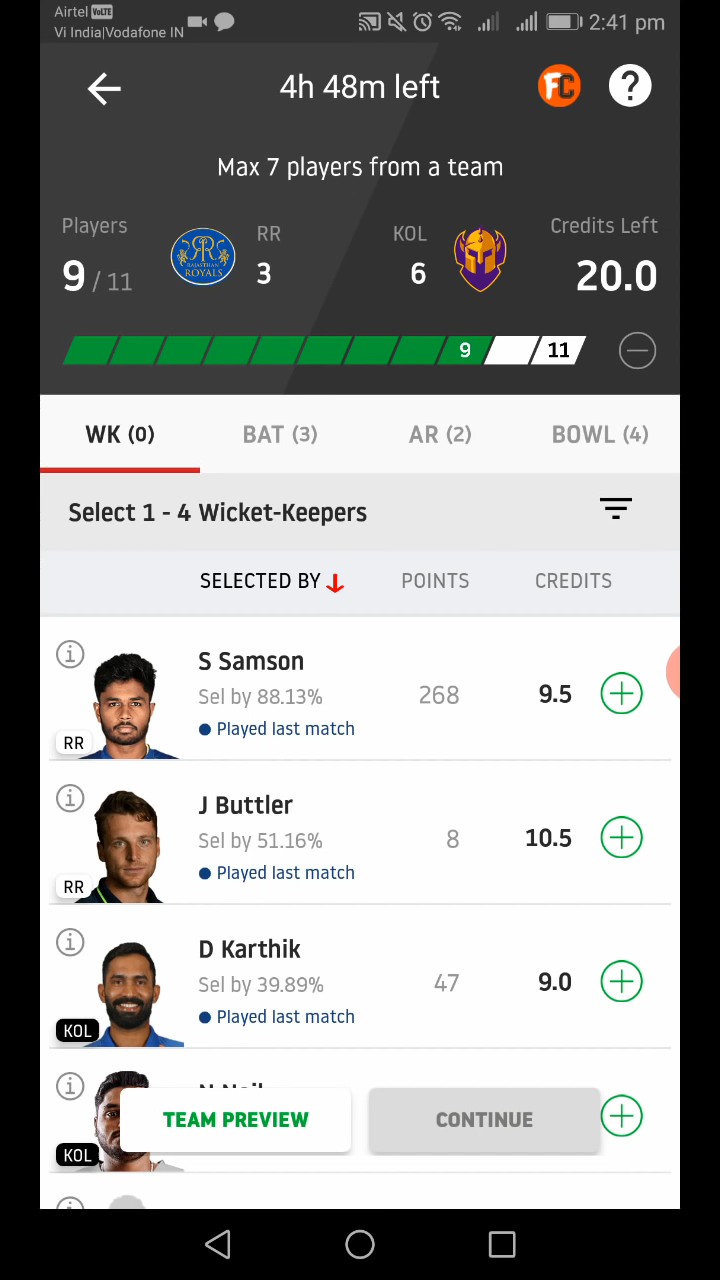 Airtel VoLTE
Vi India|Vodafone IN
2:41 pm
4h 48m left
FC
?
Max 7 players from a team
Players
9 / 11
RAJASTHAN ROYALS
RR
3
KOL
6
Credits Left
20.0
9
11
WK (0)
BAT (3)
AR (2)
BOWL (4)
Select 1 - 4 Wicket-Keepers
SELECTED BY
POINTS
CREDITS
S Samson
Sel by 88.13%
268
9.5
Played last match
RR
J Buttler
Sel by 51.16%
8
10.5
Played last match
RR
D Karthik
Sel by 39.89%
47
9.0
Played last match
KOL
TEAM PREVIEW
CONTINUE
KOL